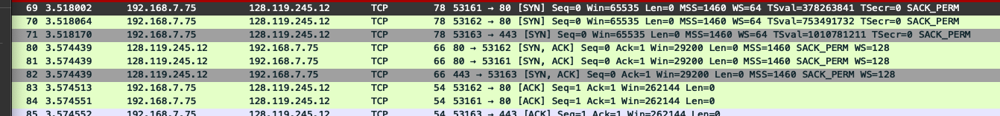 69 3.518002 192.168.7.75 128.119.245.12 TCP 78 53161 → 80 [SYN] Seq=0 Win=65535 Len=0 MSS=1460 WS=64 TSval=378263841 TSecr=0 SACK_PERM
70 3.518064 192.168.7.75 128.119.245.12 TCP 78 53162 → 80 [SYN] Seq=0 Win=65535 Len=0 MSS=1460 WS=64 TSval=753491732 TSecr=0 SACK_PERM
71 3.518170 192.168.7.75 128.119.245.12 TCP 78 53163 → 443 [SYN] Seq=0 Win=65535 Len=0 MSS=1460 WS=64 TSval=1010781211 TSecr=0 SACK_PERM
80 3.574439 128.119.245.12 192.168.7.75 TCP 66 80 → 53162 [SYN, ACK] Seq=0 Ack=1 Win=29200 Len=0 MSS=1460 SACK_PERM WS=128
81 3.574439 128.119.245.12 192.168.7.75 TCP 66 80 → 53161 [SYN, ACK] Seq=0 Ack=1 Win=29200 Len=0 MSS=1460 SACK_PERM WS=128
82 3.574439 128.119.245.12 192.168.7.75 TCP 66 443 → 53163 [SYN, ACK] Seq=0 Ack=1 Win=29200 Len=0 MSS=1460 SACK_PERM WS=128
83 3.574513 192.168.7.75 128.119.245.12 TCP 54 53162 → 80 [ACK] Seq=1 Ack=1 Win=262144 Len=0
84 3.574551 192.168.7.75 128.119.245.12 TCP 54 53161 → 80 [ACK] Seq=1 Ack=1 Win=262144 Len=0
85 3.574552 192.168.7.75 128.119.245.12 TCP 54 53163 → 443 [ACK] Seq=1 Ack=1 Win=262144 Len=0